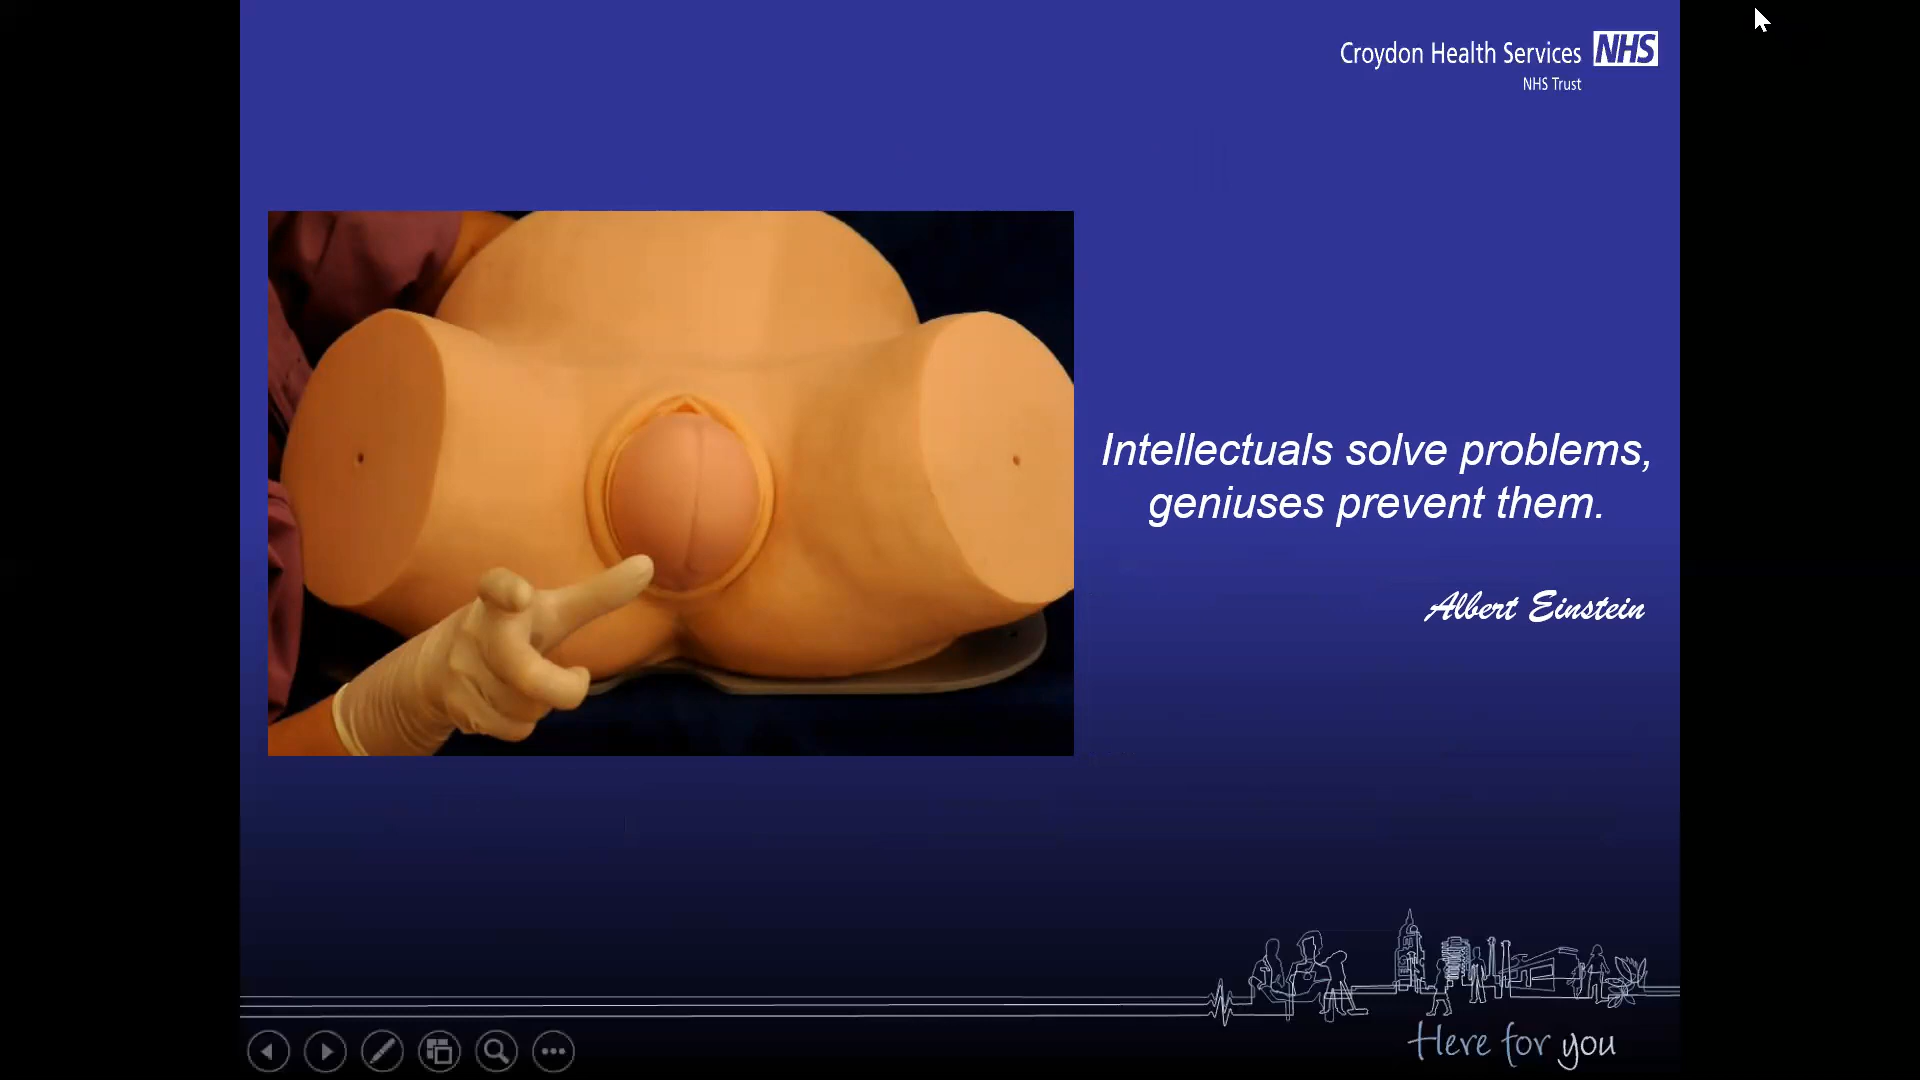 Croydon Health Services NHS
NHS Trust
Intellectuals solve problems,
geniuses prevent them.
Albert Einstein
Here for you